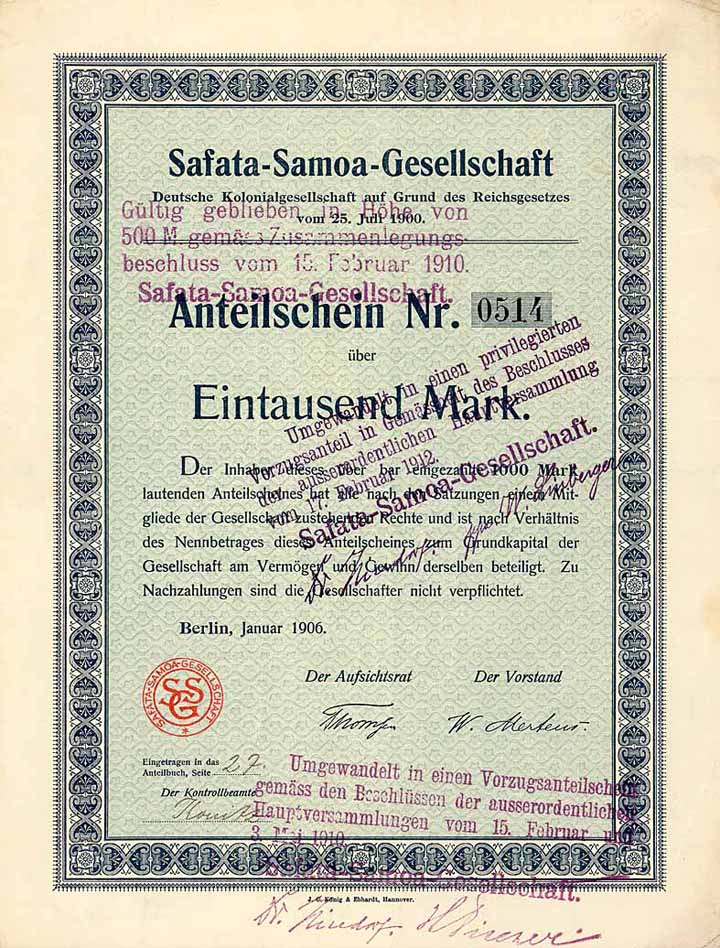 Safata-Samoa-Gesellschaft
Deutsche Kolonialgesellschaft auf Grund des Reichsgesetzes
vom 25. Juli 1900.
Gültig geblieben in Höhe von
500 M. gemäss Zusammenlegungs-
beschluss vom 15. Februar 1910.
Safata-Samoa-Gesellschaft.
Anteilschein Nr. 0514
über
Eintausend Mark.
Umgewandelt in einen privilegierten
Vorzugsanteil in Gemässheit des Beschlusses
der ausserordentlichen Hauptversammlung
vom 17. Februar 1912.
Safata-Samoa-Gesellschaft.
Der Inhaber dieses über bar eingezahlte 1000 Mark
lautenden Anteilscheines hat alle nach den Satzungen einem Mit-
gliede der Gesellschaft zustehenden Rechte und ist nach Verhältnis
des Nennbetrages dieses Anteilscheines zum Grundkapital der
Gesellschaft am Vermögen und Gewinn derselben beteiligt. Zu
Nachzahlungen sind die Gesellschafter nicht verpflichtet.
Berlin, Januar 1906.
SAFATA-SAMOA-GESELLSCHAFT
SSG
Der Aufsichtsrat Der Vorstand
W. Mertens.
Eingetragen in das
Anteilbuch, Seite 27.
Der Kontrollbeamte
Umgewandelt in einen Vorzugsanteilschein
gemäss den Beschlüssen der ausserordentlichen
Hauptversammlungen vom 15. Februar und
3. Mai 1910.
Safata-Samoa-Gesellschaft.
J. C. König & Ebhardt, Hannover.